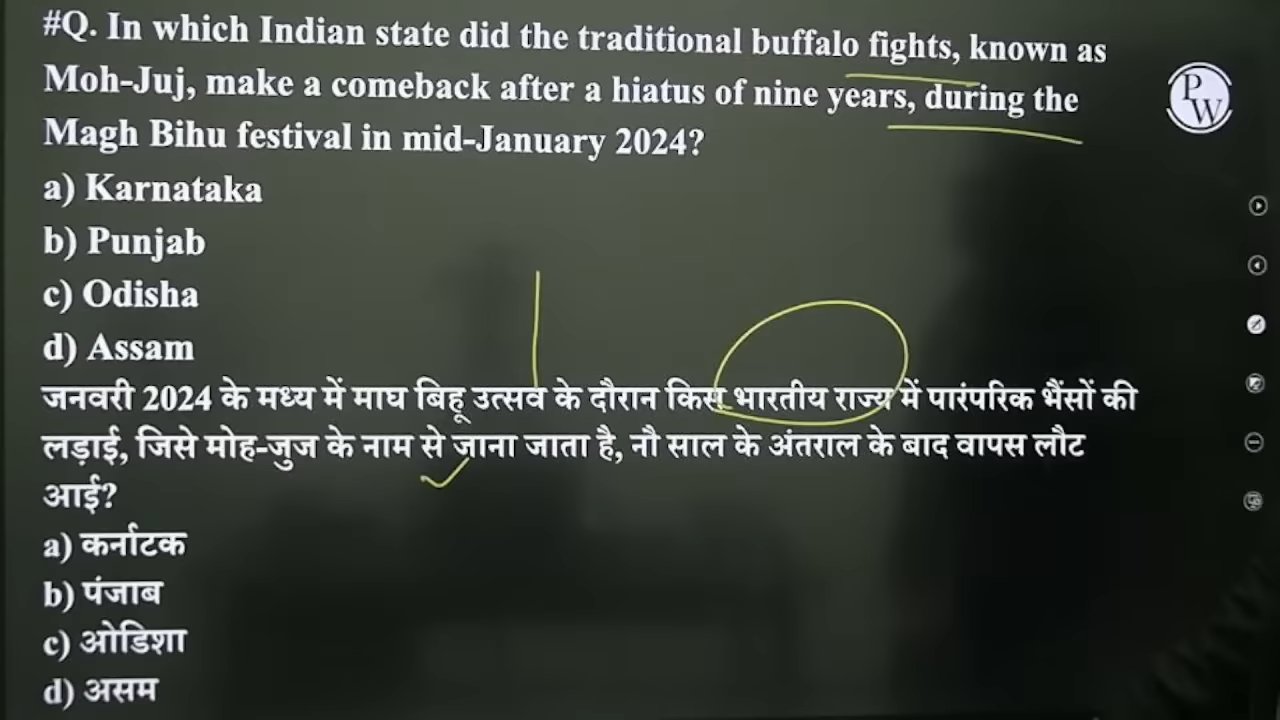 #Q. In which Indian state did the traditional buffalo fights, known as
Moh-Juj, make a comeback after a hiatus of nine years, during the
Magh Bihu festival in mid-January 2024?
a) Karnataka
b) Punjab
c) Odisha
d) Assam
जनवरी 2024 के मध्य में माघ बिहू उत्सव के दौरान किस भारतीय राज्य में पारंपरिक भैंसों की
लड़ाई, जिसे मोह-जुज के नाम से जाना जाता है, नौ साल के अंतराल के बाद वापस लौट
आई?
a) कर्नाटक
b) पंजाब
c) ओडिशा
d) असम
PW